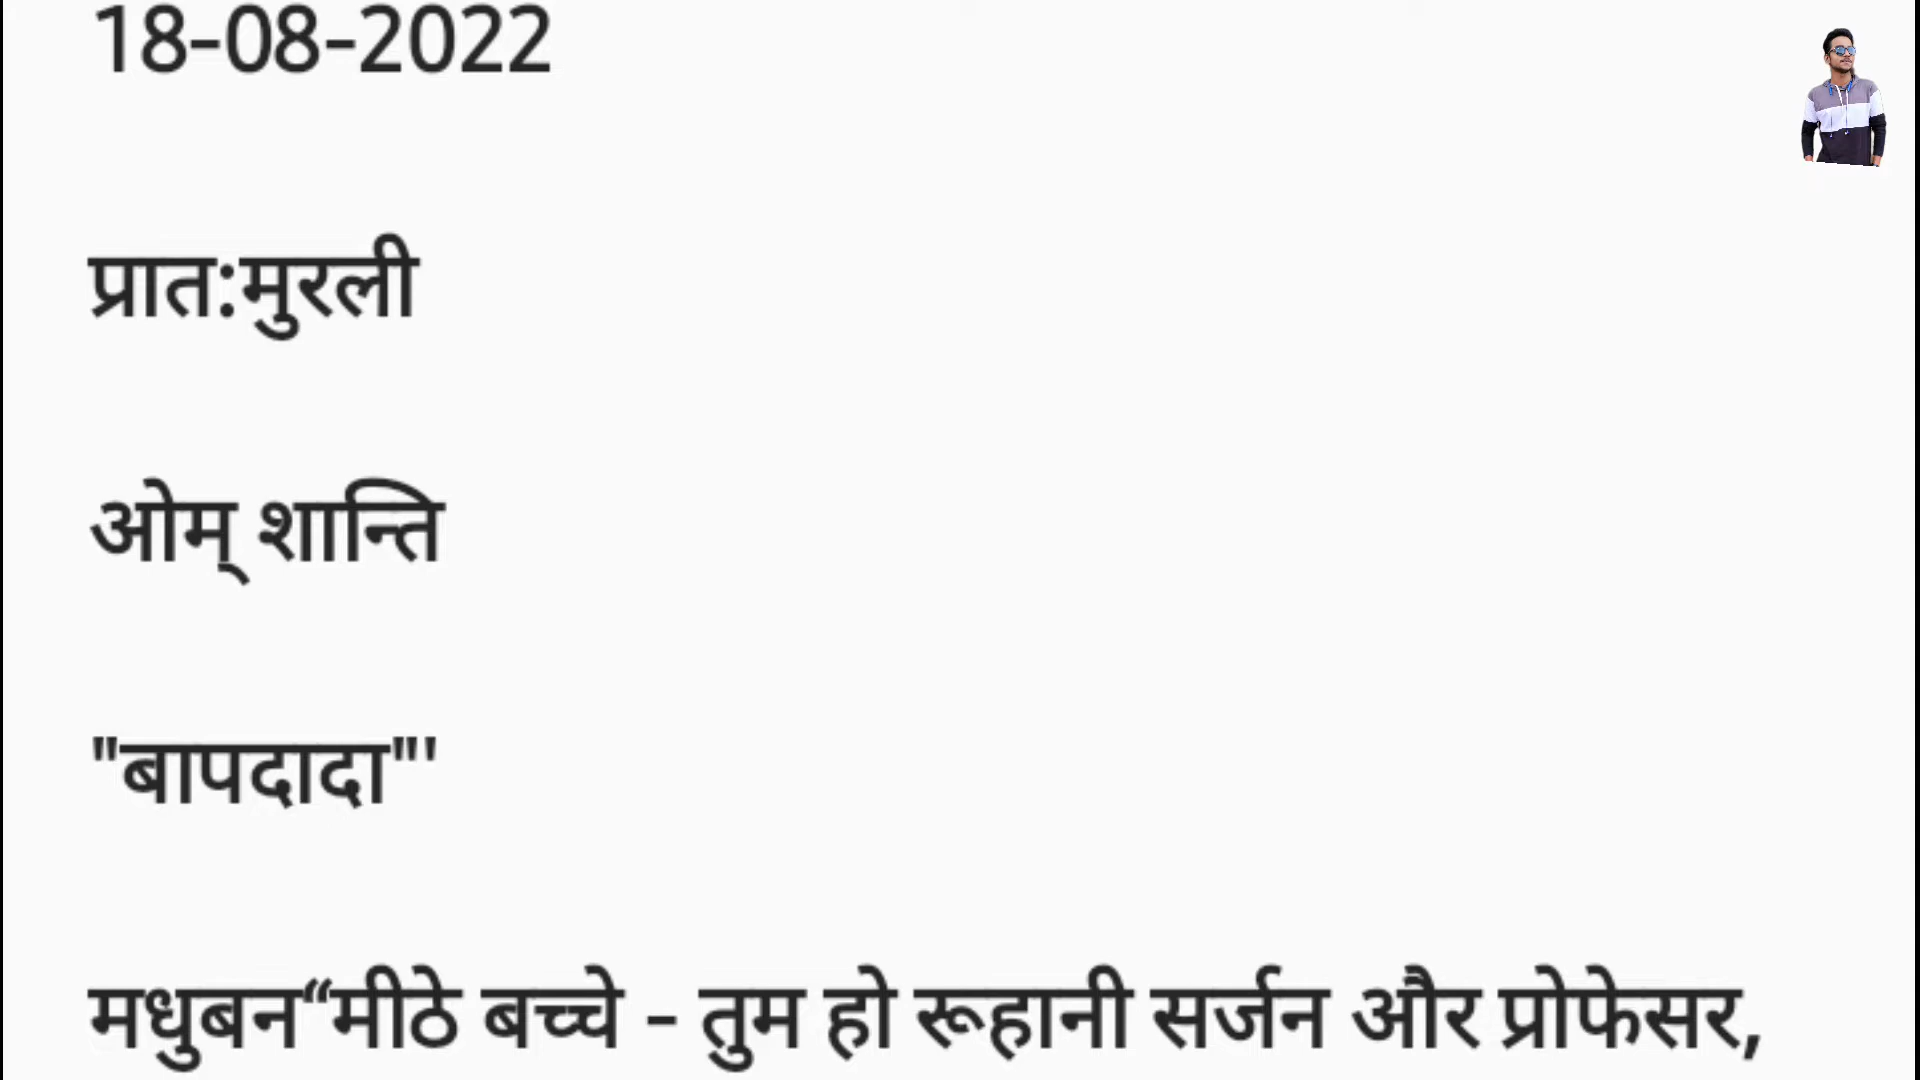 18-08-2022
प्रात:मुरली
ओम् शान्ति
"बापदादा"'
मधुबन“मीठे बच्चे - तुम हो रूहानी सर्जन और प्रोफेसर,